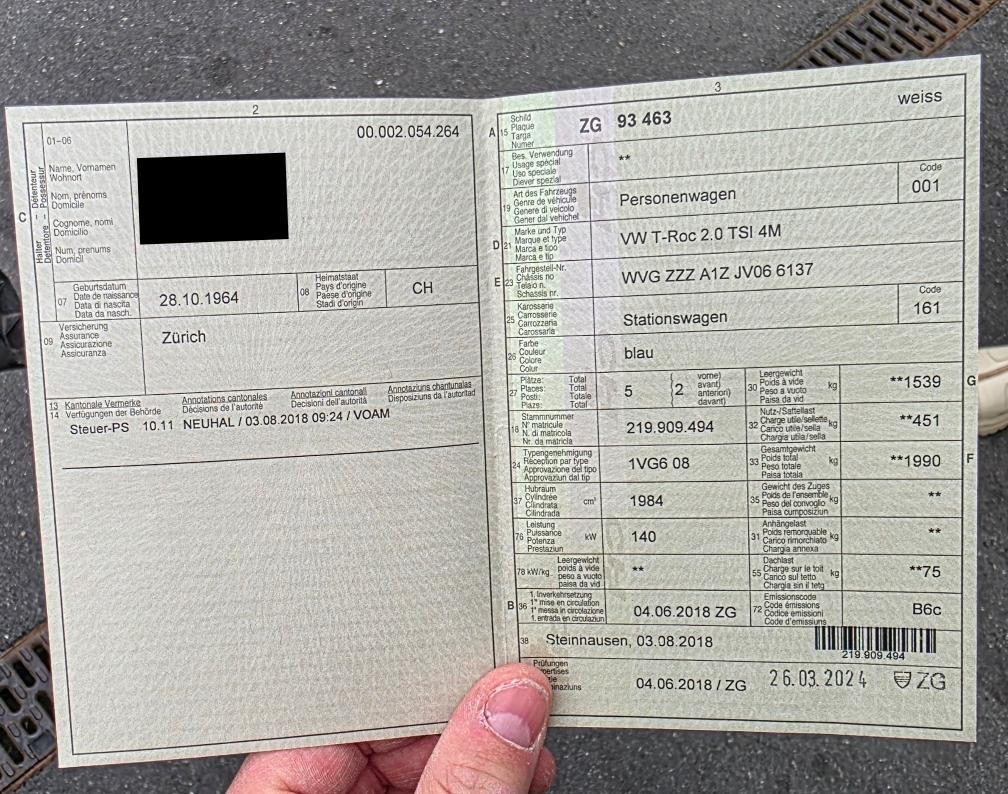 2
01-06
00.002.054.264
C
Halter - Détenteur
Detentore - Possessur
Name, Vornamen
Wohnort
Nom, prénoms
Domicile
Cognome, nomi
Domicilio
Num, prenums
Domicil
07
Geburtsdatum
Date de naissance
Data di nascita
Data da nasch.
28.10.1964
08
Heimatstaat
Pays d'origine
Paese d'origine
Stadi d'origin
CH
09
Versicherung
Assurance
Assicurazione
Assicuranza
Zürich
13 Kantonale Vermerke
14 Verfügungen der Behörde
Annotations cantonales
Décisions de l'autorité
Annotazioni cantonali
Decisioni dell'autorità
Annotaziuns chantunalas
Disposiziuns da l'autoritad
Steuer-PS 10.11 NEUHAL / 03.08.2018 09:24 / VOAM
3
weiss
A 15
Schild
Plaque
Targa
Numer
ZG 93 463
17
Bes. Verwendung
Usage spécial
Uso speciale
Diever spezial
**
19
Art des Fahrzeugs
Genre de véhicule
Genere di veicolo
Gener dal vehichel
Personenwagen
Code
001
D 21
Marke und Typ
Marque et type
Marca e tipo
Marca e tip
VW T-Roc 2.0 TSI 4M
E 23
Fahrgestell-Nr.
Châssis no
Telaio n.
Schassis nr.
WVG ZZZ A1Z JV06 6137
25
Karosserie
Carrosserie
Carrozzeria
Carossaria
Stationswagen
Code
161
26
Farbe
Couleur
Colore
Colur
blau
27
Plätze: Total
Places: Total
Posti: Totale
Plazs: Total
5
( 2
vorne)
avant)
anteriori)
davant)
30
Leergewicht
Poids à vide
Peso a vuoto
Paisa da vid
kg
**1539
G
18
Stammnummer
N° matricule
N. di matricola
Nr. da matricla
219.909.494
32
Nutz-/Sattellast
Charge utile/sellette
Carico utile/sella
Chargia utila/sella
kg
**451
24
Typengenehmigung
Réception par type
Approvazione del tipo
Approvaziun dal tip
1VG6 08
33
Gesamtgewicht
Poids total
Peso totale
Paisa totala
kg
**1990
F
37
Hubraum
Cylindrée
Cilindrata
Cilindrada
cm³
1984
35
Gewicht des Zuges
Poids de l'ensemble
Peso del convoglio
Paisa cumposiziun
kg
**
76
Leistung
Puissance
Potenza
Prestaziun
kW
140
31
Anhängelast
Poids remorquable
Carico rimorchiato
Chargia annexa
kg
**
78 kW/kg
Leergewicht
poids à vide
peso a vuoto
paisa da vid
**
55
Dachlast
Charge sur le toit
Carico sul tetto
Chargia sin il tetg
kg
**75
B 36
1. Inverkehrsetzung
1re mise en circulation
1a messa in circolazione
1. entrada en circulaziun
04.06.2018 ZG
72
Emissionscode
Code émissions
Codice emissioni
Code d'emissiuns
B6c
38
Steinnausen, 03.08.2018
219.909.494
Prüfungen
04.06.2018 / ZG
26.03.2024
ZG